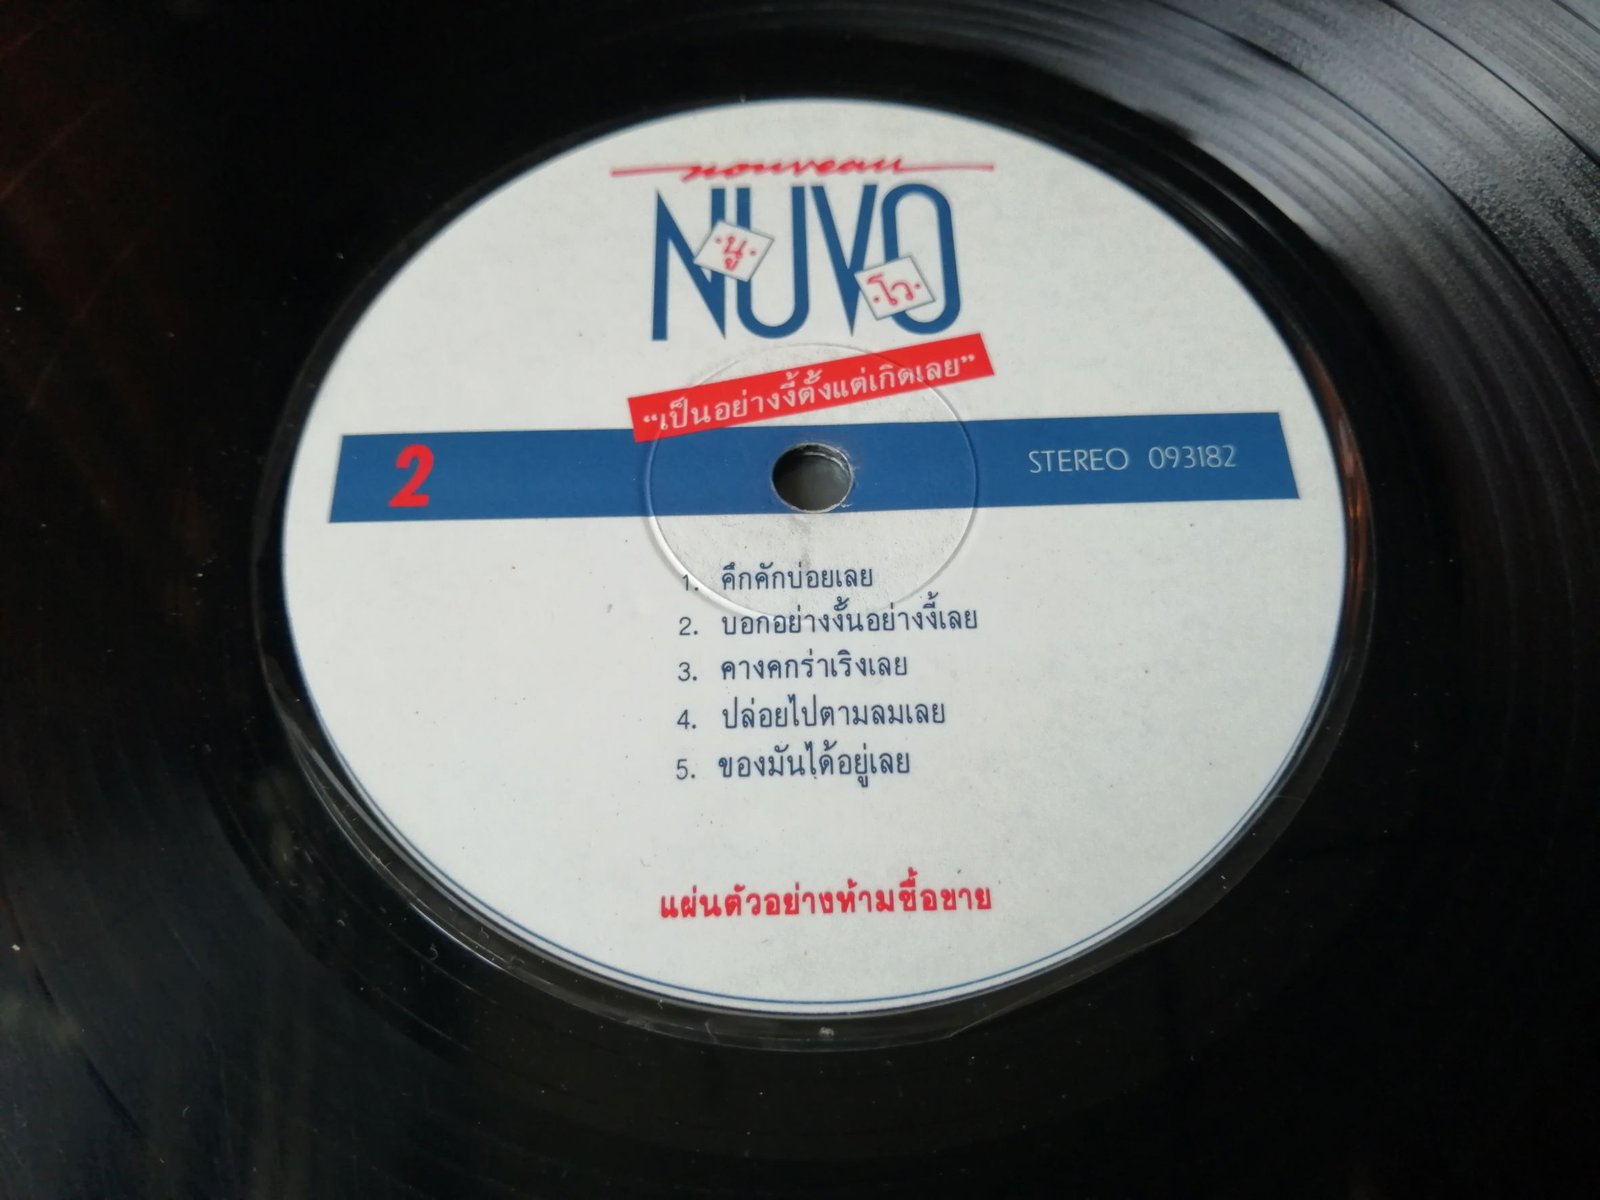 nouveau
NUVO
·นู·
·โว·
“เป็นอย่างงี้ตั้งแต่เกิดเลย”
2
STEREO 093182
1. คึกคักบ่อยเลย
2. บอกอย่างงั้นอย่างงี้เลย
3. คางคกร่าเริงเลย
4. ปล่อยไปตามลมเลย
5. ของมันได้อยู่เลย
แผ่นตัวอย่างห้ามซื้อขาย